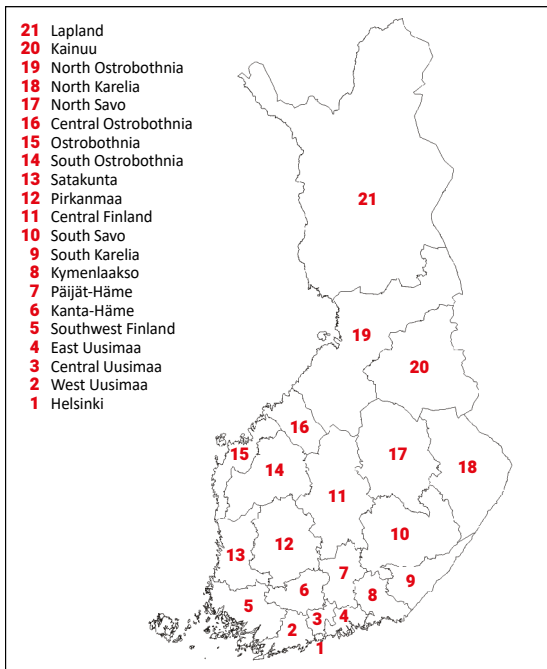 21 Lapland
20 Kainuu
19 North Ostrobothnia
18 North Karelia
17 North Savo
16 Central Ostrobothnia
15 Ostrobothnia
14 South Ostrobothnia
13 Satakunta
12 Pirkanmaa
11 Central Finland
10 South Savo
9 South Karelia
8 Kymenlaakso
7 Päijät-Häme
6 Kanta-Häme
5 Southwest Finland
4 East Uusimaa
3 Central Uusimaa
2 West Uusimaa
1 Helsinki
21
19
20
16
15
14
17
18
11
10
13
12
7
9
6
8
5
3
4
2
1